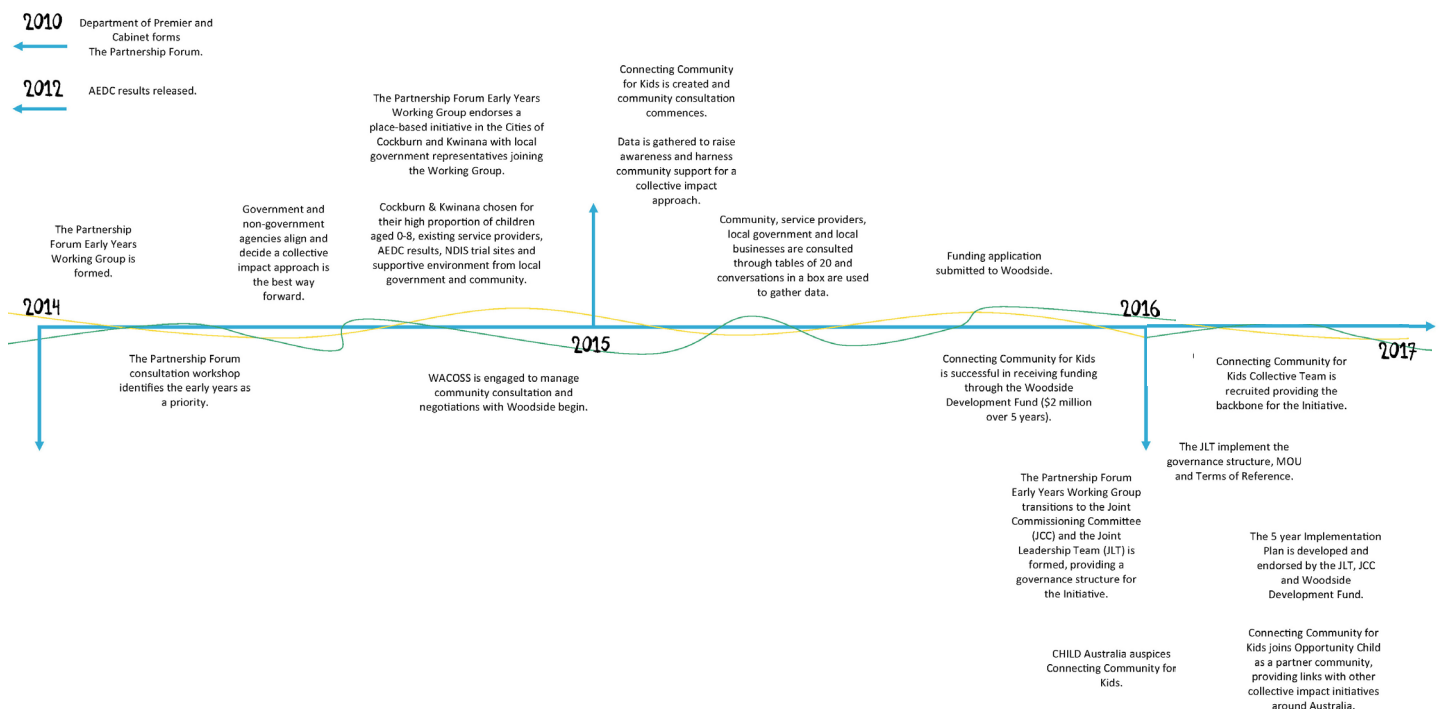 2010
Department of Premier and
Cabinet forms
The Partnership Forum.
2012
AEDC results released.
The Partnership
Forum Early Years
Working Group is
formed.
2014
The Partnership Forum
consultation workshop
identifies the early years as
a priority.
Government and
non-government
agencies align and
decide a collective
impact approach is
the best way
forward.
The Partnership Forum Early Years
Working Group endorses a
place-based initiative in the Cities of
Cockburn and Kwinana with local
government representatives joining
the Working Group.
Cockburn & Kwinana chosen for
their high proportion of children
aged 0-8, existing service providers,
AEDC results, NDIS trial sites and
supportive environment from local
government and community.
WACOSS is engaged to manage
community consultation and
negotiations with Woodside begin.
2015
Connecting Community
for Kids is created and
community consultation
commences.
Data is gathered to raise
awareness and harness
community support for a
collective impact
approach.
Community, service providers,
local government and local
businesses are consulted
through tables of 20 and
conversations in a box are used
to gather data.
Funding application
submitted to Woodside.
Connecting Community for Kids
is successful in receiving funding
through the Woodside
Development Fund ($2 million
over 5 years).
2016
The Partnership Forum
Early Years Working Group
transitions to the Joint
Commissioning Committee
(JCC) and the Joint
Leadership Team (JLT) is
formed, providing a
governance structure for
the Initiative.
CHILD Australia auspices
Connecting Community for
Kids.
Connecting Community for
Kids Collective Team is
recruited providing the
backbone for the Initiative.
The JLT implement the
governance structure, MOU
and Terms of Reference.
The 5 year Implementation
Plan is developed and
endorsed by the JLT, JCC
and Woodside
Development Fund.
Connecting Community for
Kids joins Opportunity Child
as a partner community,
providing links with other
collective impact initiatives
around Australia.
2017